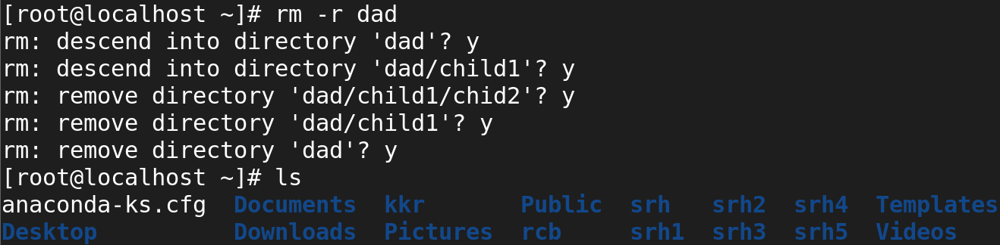 [root@localhost ~]# rm -r dad
rm: descend into directory 'dad'? y
rm: descend into directory 'dad/child1'? y
rm: remove directory 'dad/child1/chid2'? y
rm: remove directory 'dad/child1'? y
rm: remove directory 'dad'? y
[root@localhost ~]# ls
anaconda-ks.cfg  Documents  kkr       Public  srh   srh2  srh4  Templates
Desktop          Downloads  Pictures  rcb     srh1  srh3  srh5  Videos